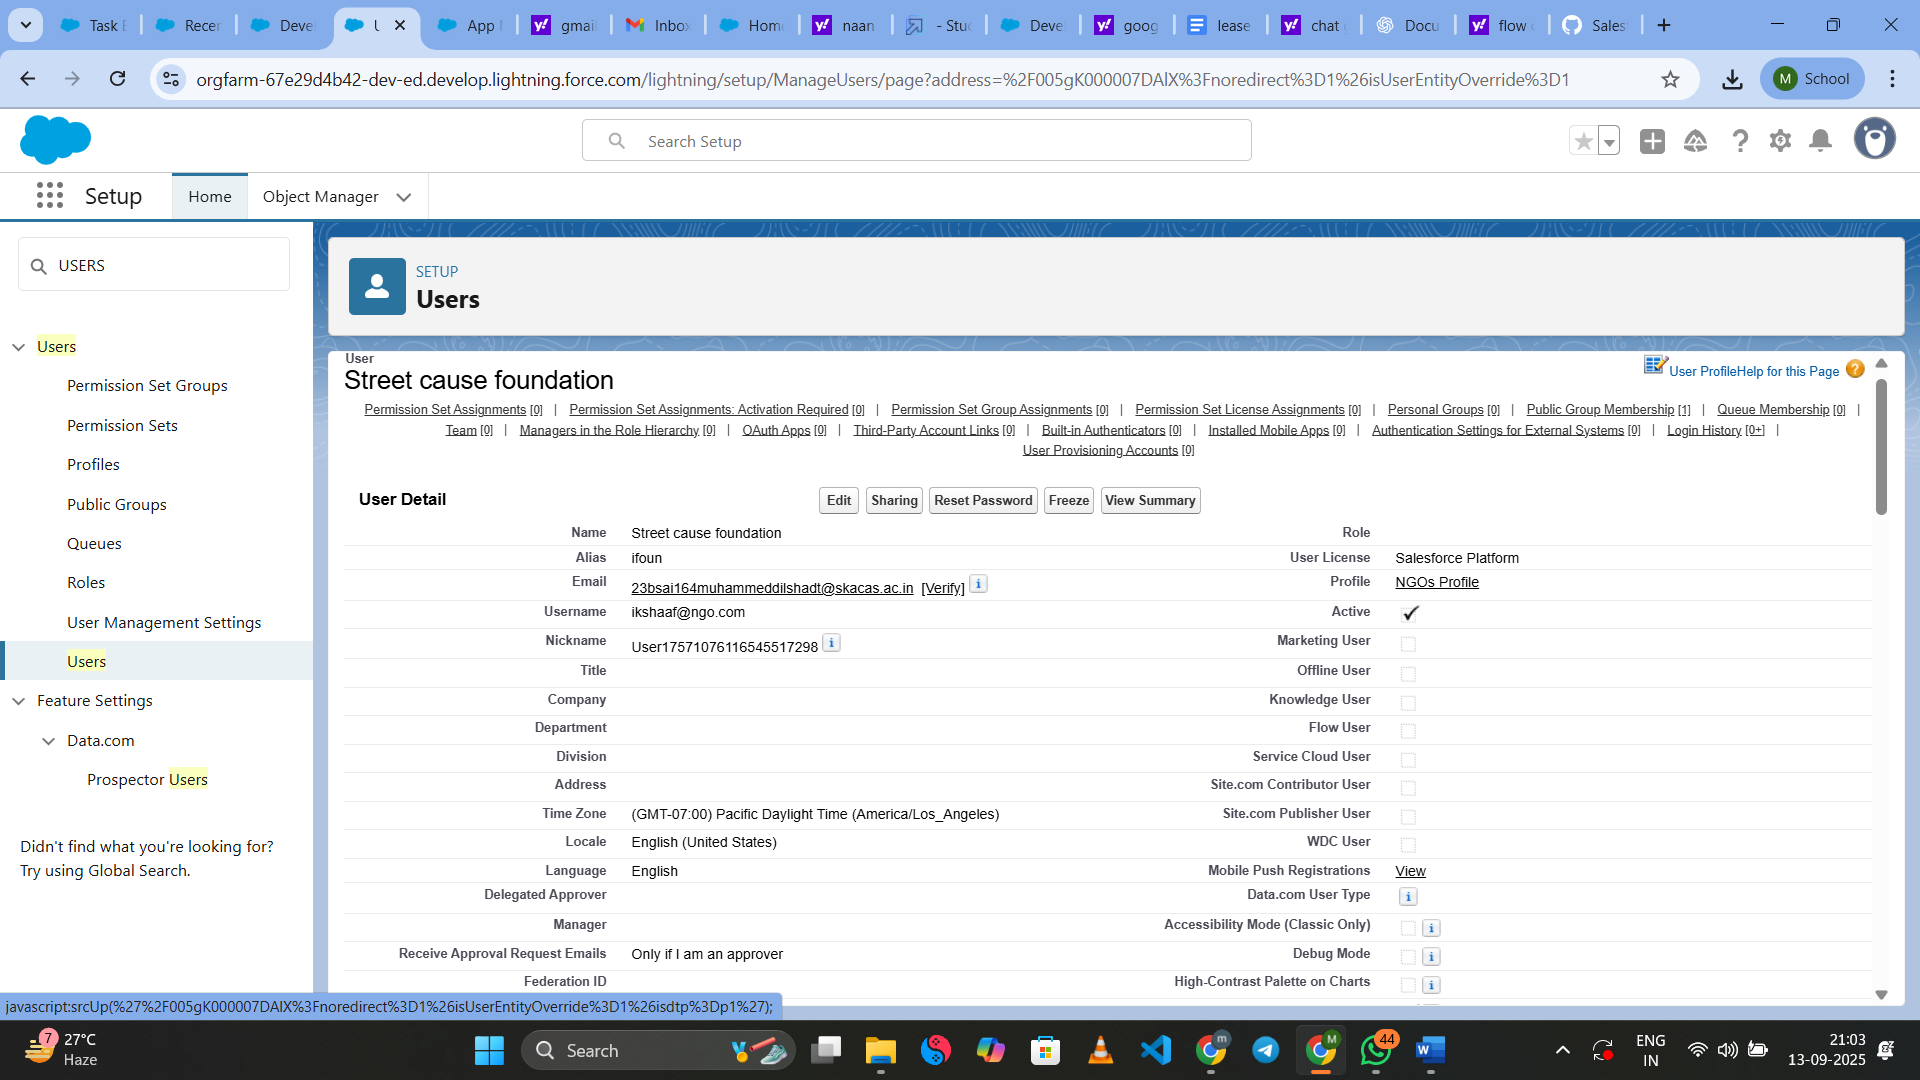 Task E
Recen
Devel
U
App M
gmail
Inbox
Home
naan
- Stud
Devel
goog
lease
chat g
Docu
flow c
Sales
orgfarm-67e29d4b42-dev-ed.develop.lightning.force.com/lightning/setup/ManageUsers/page?address=%2F005gK000007DAlX%3Fnoredirect%3D1%26isUserEntityOverride%3D1
M School
Search Setup
Setup
Home
Object Manager
USERS
Users
Permission Set Groups
Permission Sets
Profiles
Public Groups
Queues
Roles
User Management Settings
Users
Feature Settings
Data.com
Prospector Users
Didn't find what you're looking for?
Try using Global Search.
SETUP
Users
User
Street cause foundation
User Profile Help for this Page ?
Permission Set Assignments [0] | Permission Set Assignments: Activation Required [0] | Permission Set Group Assignments [0] | Permission Set License Assignments [0] | Personal Groups [0] | Public Group Membership [1] | Queue Membership [0] |
Team [0] | Managers in the Role Hierarchy [0] | OAuth Apps [0] | Third-Party Account Links [0] | Built-in Authenticators [0] | Installed Mobile Apps [0] | Authentication Settings for External Systems [0] | Login History [0+] |
User Provisioning Accounts [0]
User Detail
Edit Sharing Reset Password Freeze View Summary
Name Street cause foundation Role
Alias ifoun User License Salesforce Platform
Email 23bsai164muhammeddilshadt@skacas.ac.in [Verify] i Profile NGOs Profile
Username ikshaaf@ngo.com Active ✓
Nickname User17571076116545517298 i Marketing User
Title Offline User
Company Knowledge User
Department Flow User
Division Service Cloud User
Address Site.com Contributor User
Time Zone (GMT-07:00) Pacific Daylight Time (America/Los_Angeles) Site.com Publisher User
Locale English (United States) WDC User
Language English Mobile Push Registrations View
Delegated Approver Data.com User Type i
Manager Accessibility Mode (Classic Only) i
Receive Approval Request Emails Only if I am an approver Debug Mode i
Federation ID High-Contrast Palette on Charts i
javascript:srcUp(%27%2F005gK000007DAlX%3Fnoredirect%3D1%26isUserEntityOverride%3D1%26isdtp%3Dp1%27);
7
27°C
Haze
Search
m
M
44
W
ENG
IN
21:03
13-09-2025